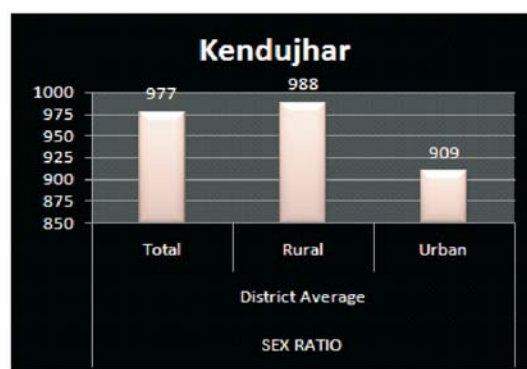 Kendujhar
977
988
909
1000
975
950
925
900
875
850
Total Rural Urban
District Average
SEX RATIO